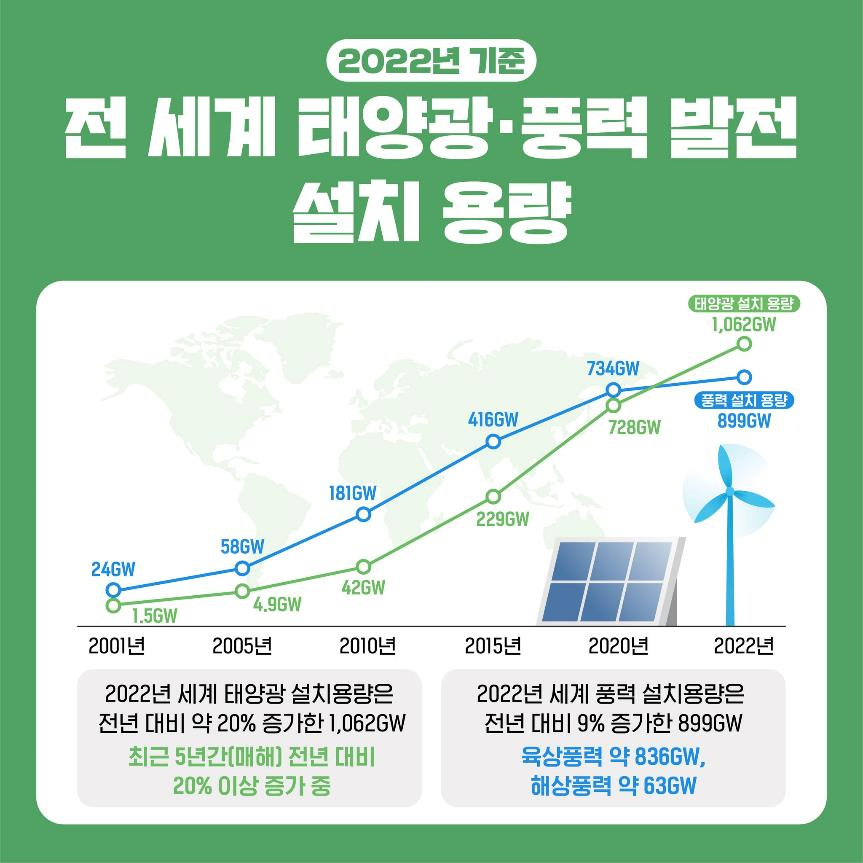 2022년 기준
전 세계 태양광·풍력 발전
설치 용량
태양광 설치 용량
1,062GW
734GW
풍력 설치 용량
899GW
416GW
728GW
181GW
229GW
58GW
24GW
42GW
4.9GW
1.5GW
2001년 2005년 2010년 2015년 2020년 2022년
2022년 세계 태양광 설치용량은
전년 대비 약 20% 증가한 1,062GW
최근 5년간(매해) 전년 대비
20% 이상 증가 중
2022년 세계 풍력 설치용량은
전년 대비 9% 증가한 899GW
육상풍력 약 836GW,
해상풍력 약 63GW